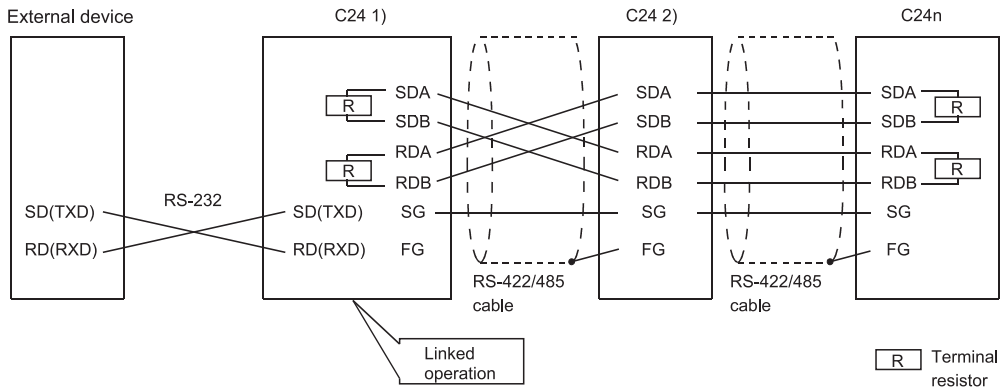 External device
C24 1)
C24 2)
C24n
R
SDA
SDB
R
RDA
RDB
SD(TXD)
RD(RXD)
RS-232
SD(TXD)
RD(RXD)
SG
FG
SDA
SDB
RDA
RDB
SG
FG
SDA
SDB
RDA
RDB
SG
FG
R
R
RS-422/485
cable
RS-422/485
cable
Linked
operation
R
Terminal
resistor